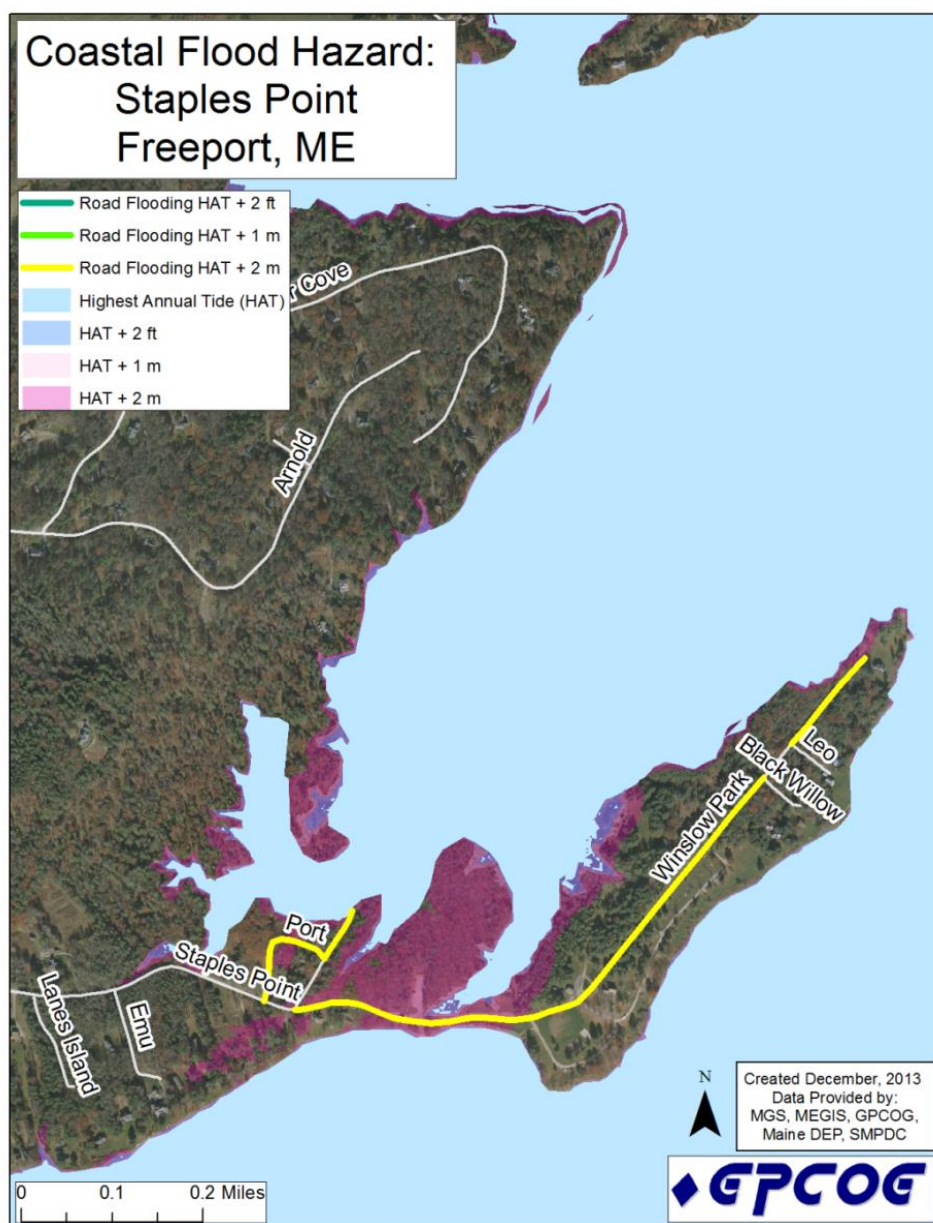 Coastal Flood Hazard:
Staples Point
Freeport, ME
Road Flooding HAT + 2 ft
Road Flooding HAT + 1 m
Road Flooding HAT + 2 m
Highest Annual Tide (HAT)
HAT + 2 ft
HAT + 1 m
HAT + 2 m
r Cove
Arnold
Leo
Black Willow
Winslow Park
Port
Staples Point
Lanes Island
Emu
N
Created December, 2013
Data Provided by:
MGS, MEGIS, GPCOG,
Maine DEP, SMPDC
GPCOG
0 0.1 0.2 Miles